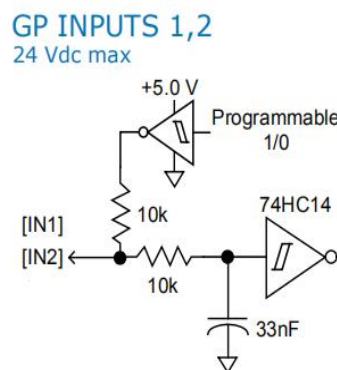 GP INPUTS 1,2
24 Vdc max
+5.0 V
Programmable
1/0
10k
74HC14
[IN1]
[IN2]
10k
33nF